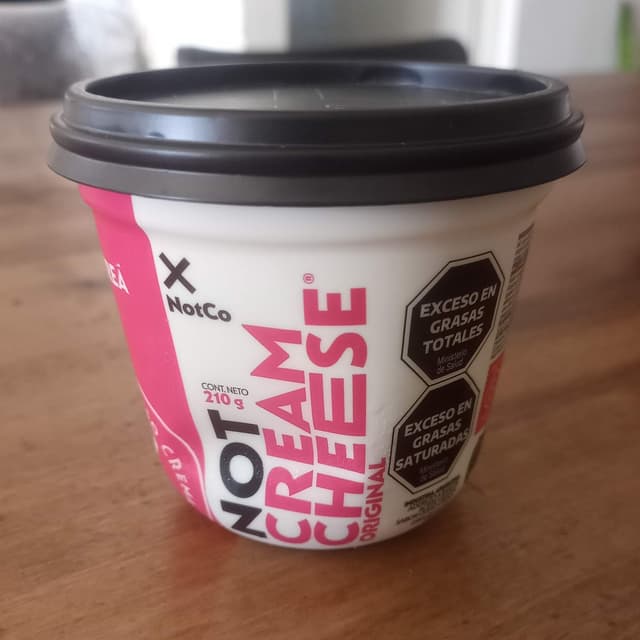 NotCo
CONT. NETO
210 g
NOT
CREAM
CHEESE®
ORIGINAL
EXCESO EN
GRASAS
TOTALES
Ministerio
de Salud
EXCESO EN
GRASAS
SATURADAS
Ministerio
de Salud